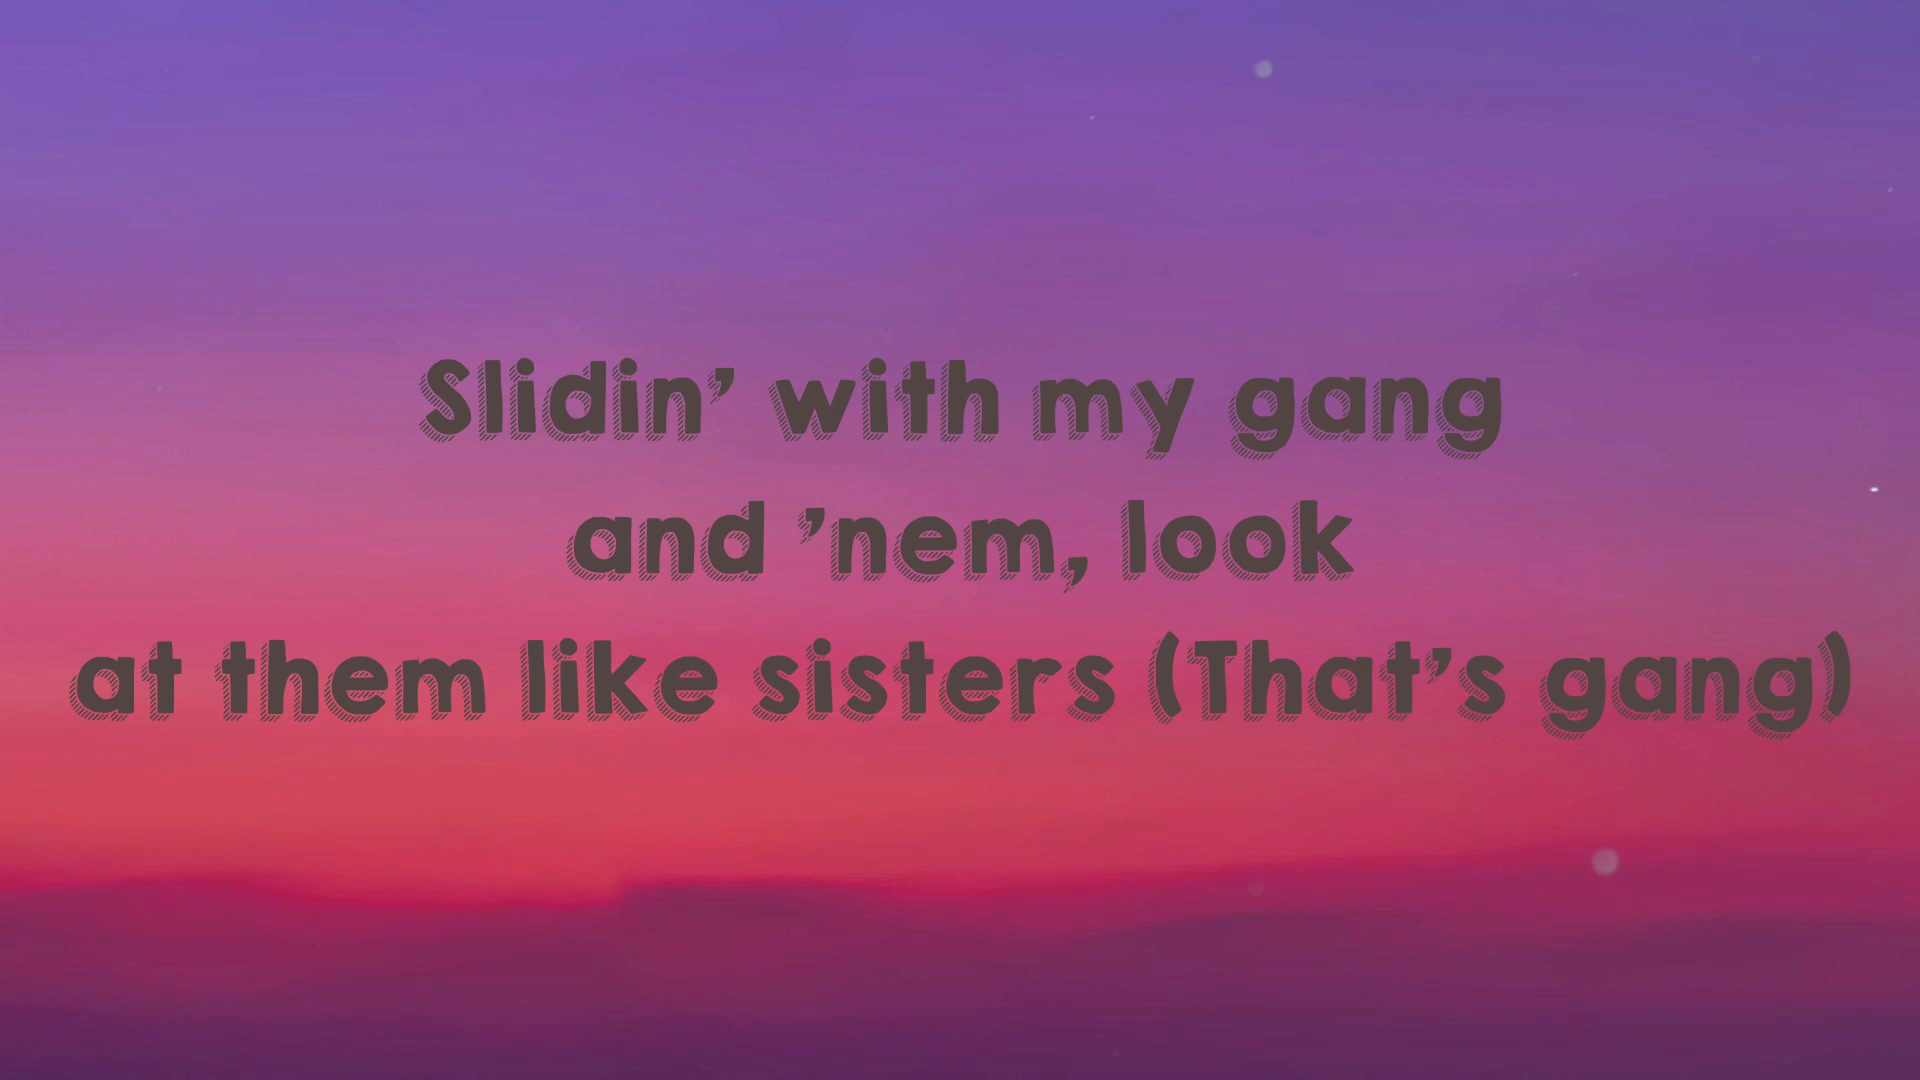 Slidin’ with my gang
and ’nem, look
at them like sisters (That’s gang)